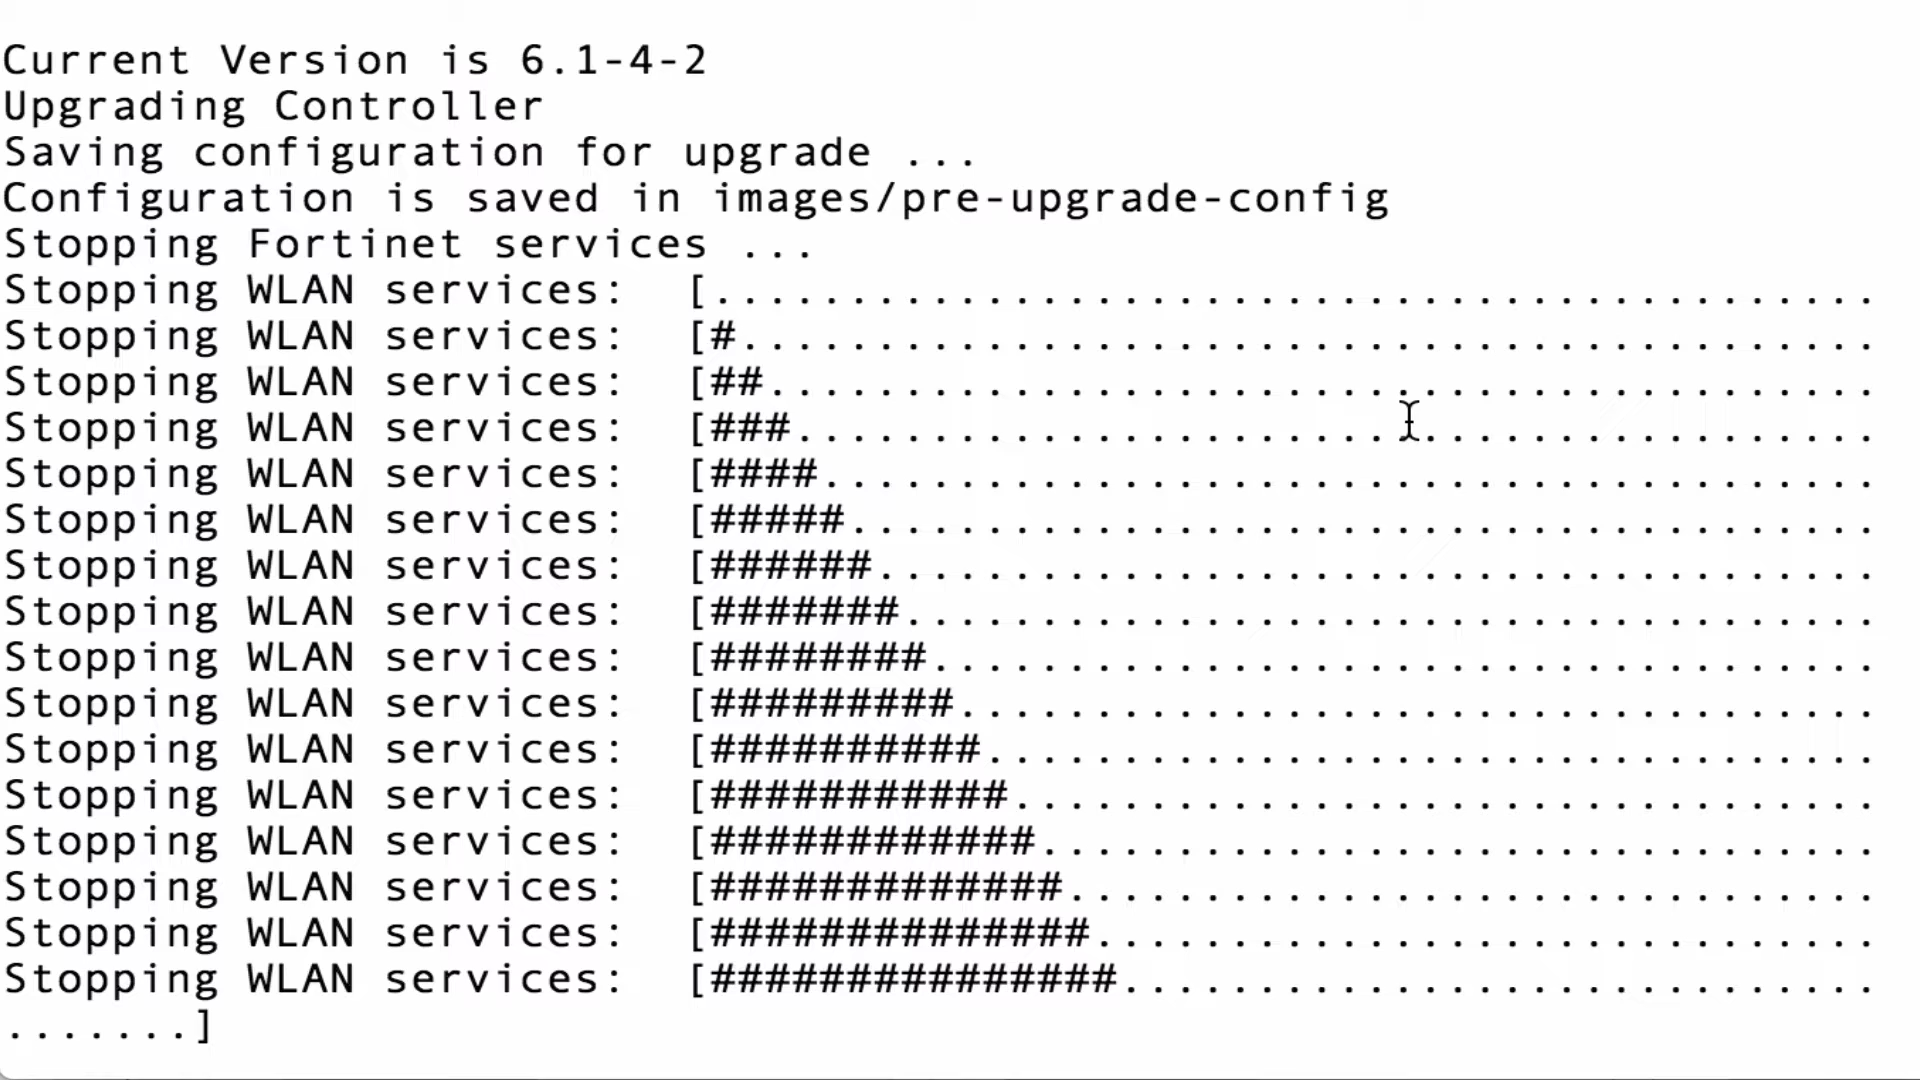 Current Version is 6.1-4-2
Upgrading Controller
Saving configuration for upgrade ...
Configuration is saved in images/pre-upgrade-config
Stopping Fortinet services ...
Stopping WLAN services:  [...........................................
Stopping WLAN services:  [#..........................................
Stopping WLAN services:  [##.........................................
Stopping WLAN services:  [###........................................
Stopping WLAN services:  [####.......................................
Stopping WLAN services:  [#####......................................
Stopping WLAN services:  [######.....................................
Stopping WLAN services:  [#######....................................
Stopping WLAN services:  [########...................................
Stopping WLAN services:  [#########..................................
Stopping WLAN services:  [##########.................................
Stopping WLAN services:  [###########................................
Stopping WLAN services:  [############...............................
Stopping WLAN services:  [#############..............................
Stopping WLAN services:  [##############.............................
Stopping WLAN services:  [###############............................
.......]